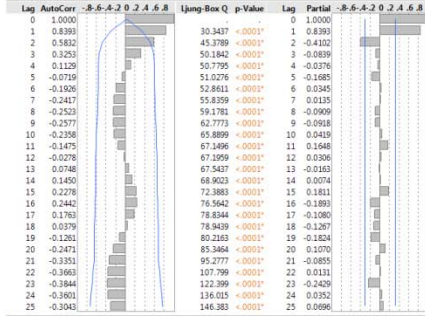 Lag AutoCorr -.8-.6-.4-.2 0 .2 .4 .6 .8 Ljung-Box Q p-Value Lag Partial -.8-.6-.4-.2 0 .2 .4 .6 .8
0 1.0000 . . 0 1.0000
1 0.8393 30.3437 <.0001* 1 0.8393
2 0.5832 45.3789 <.0001* 2 -0.4102
3 0.3253 50.1842 <.0001* 3 -0.0839
4 0.1129 50.7795 <.0001* 4 -0.0376
5 -0.0719 51.0276 <.0001* 5 -0.1685
6 -0.1926 52.8611 <.0001* 6 0.0345
7 -0.2417 55.8359 <.0001* 7 0.0135
8 -0.2523 59.1781 <.0001* 8 -0.0909
9 -0.2577 62.7773 <.0001* 9 -0.0918
10 -0.2358 65.8899 <.0001* 10 0.0419
11 -0.1475 67.1496 <.0001* 11 0.1648
12 -0.0278 67.1959 <.0001* 12 0.0306
13 0.0748 67.5437 <.0001* 13 -0.0163
14 0.1450 68.9023 <.0001* 14 0.0074
15 0.2278 72.3883 <.0001* 15 0.1811
16 0.2442 76.5642 <.0001* 16 -0.1893
17 0.1763 78.8344 <.0001* 17 -0.1080
18 0.0379 78.9439 <.0001* 18 -0.1267
19 -0.1261 80.2163 <.0001* 19 -0.1824
20 -0.2471 85.3464 <.0001* 20 0.1070
21 -0.3351 95.2777 <.0001* 21 -0.0855
22 -0.3663 107.799 <.0001* 22 0.0131
23 -0.3844 122.399 <.0001* 23 -0.2429
24 -0.3601 136.015 <.0001* 24 0.0352
25 -0.3043 146.383 <.0001* 25 0.0696